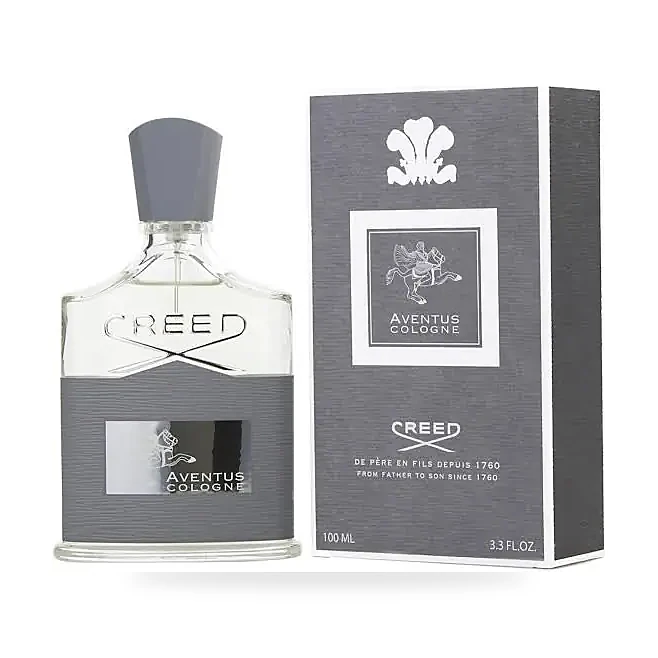 CREED
AVENTUS
COLOGNE
AVENTUS
COLOGNE
CREED
DE PÈRE EN FILS DEPUIS 1760
FROM FATHER TO SON SINCE 1760
100 ML
3.3 FL.OZ.